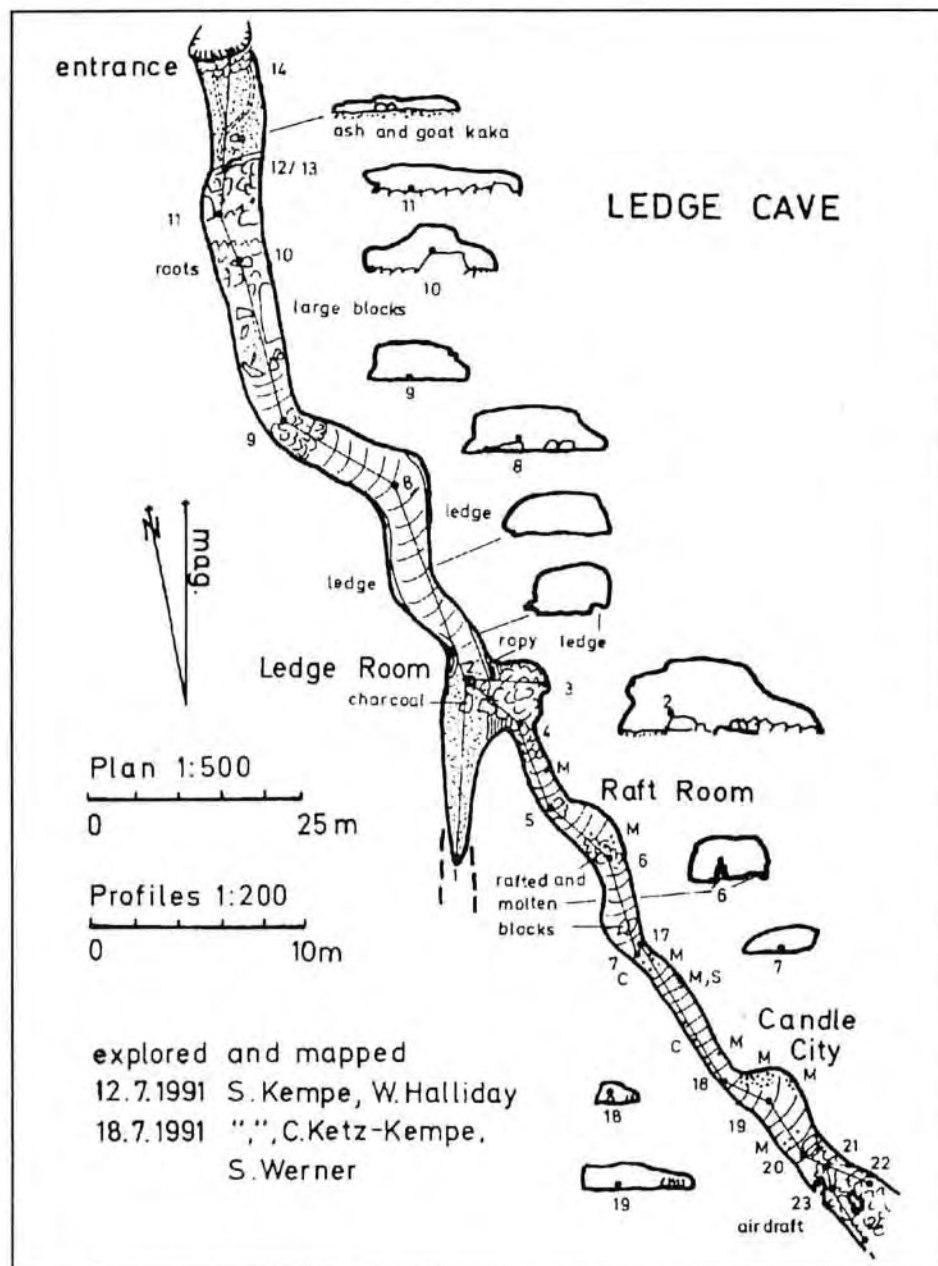 entrance
14
ash and goat kaka
12/13
11
11
LEDGE CAVE
10
roots
10
large blocks
9
9
8
8
N
mag.
ledge
ledge
ropy ledge
Ledge Room
2
3
charcoal
2
4
Plan 1:500
0 25m
M
Raft Room
5
M
6
rafted and
molten
blocks
6
Profiles 1:200
0 10m
17
7
M
7
C
M,S
Candle
City
C
M
M
M
explored and mapped
12.7.1991 S. Kempe, W. Halliday
18.7.1991 ",", C. Ketz-Kempe,
S. Werner
18
18
19
M
20
21
22
19
23
24
C
air draft